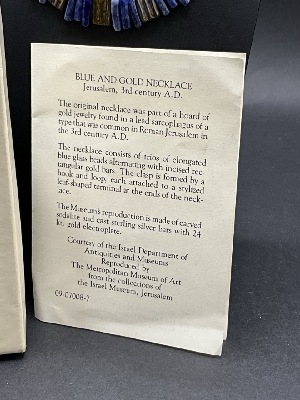 BLUE AND GOLD NECKLACE
Jerusalem, 3rd century A.D.
The original necklace was part of a hoard of
gold jewelry found in a lead sarcophagus of a
type that was common in Roman Jerusalem in
the 3rd century A.D.
The necklace consists of trios of elongated
blue glass beads alternating with incised rec-
tangular gold bars. The clasp is formed by a
hook and loop, each attached to a stylized
leaf-shaped terminal at the ends of the neck-
lace.
The Museum's reproduction is made of carved
sodalite and cast sterling silver bars with 24
kt. gold electroplate.
Courtesy of the Israel Department of
Antiquities and Museums
Reproduced by
The Metropolitan Museum of Art
from the collections of
the Israel Museum, Jerusalem
09-07008-7